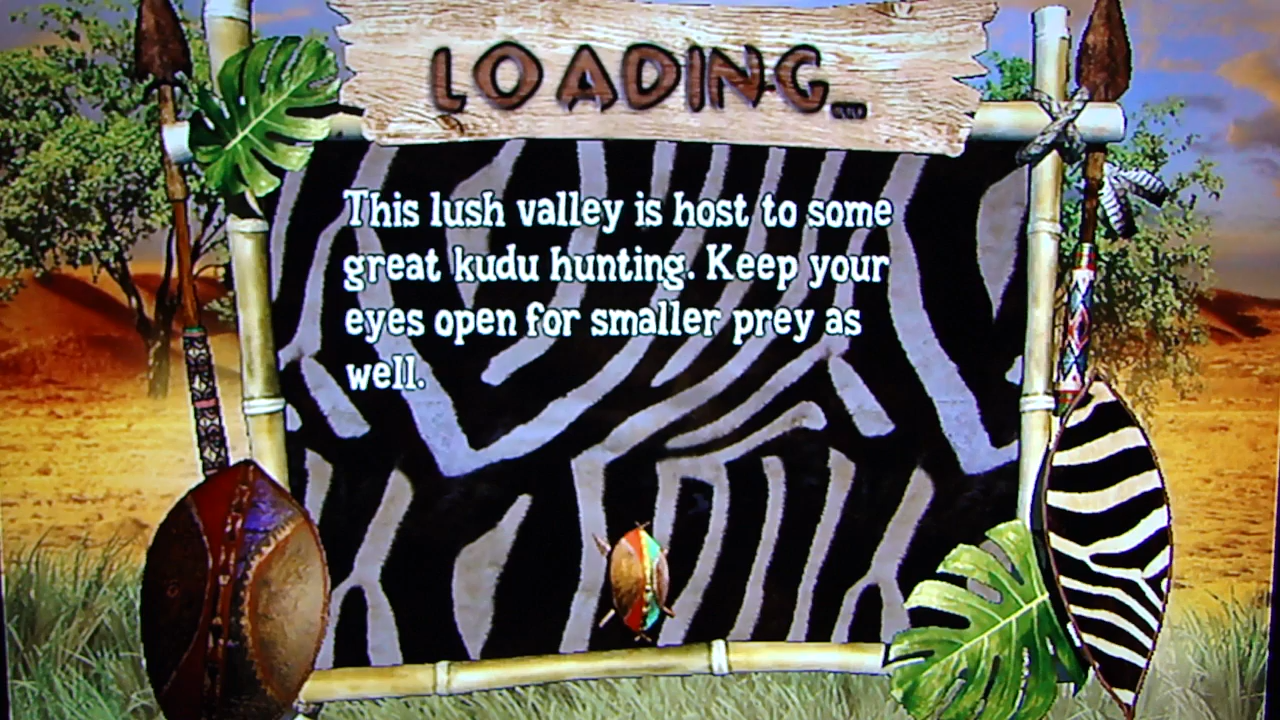 LOADING...
This lush valley is host to some
great kudu hunting. Keep your
eyes open for smaller prey as
well.